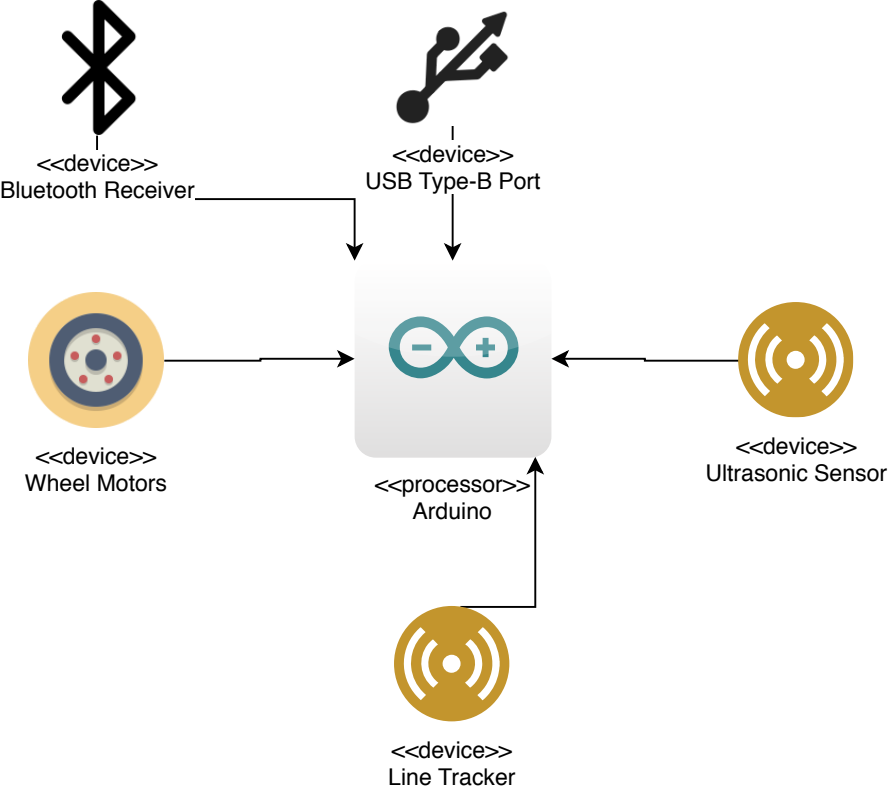 <<device>>
Bluetooth Receiver
<<device>>
USB Type-B Port
<<device>>
Wheel Motors
<<processor>>
Arduino
<<device>>
Ultrasonic Sensor
<<device>>
Line Tracker